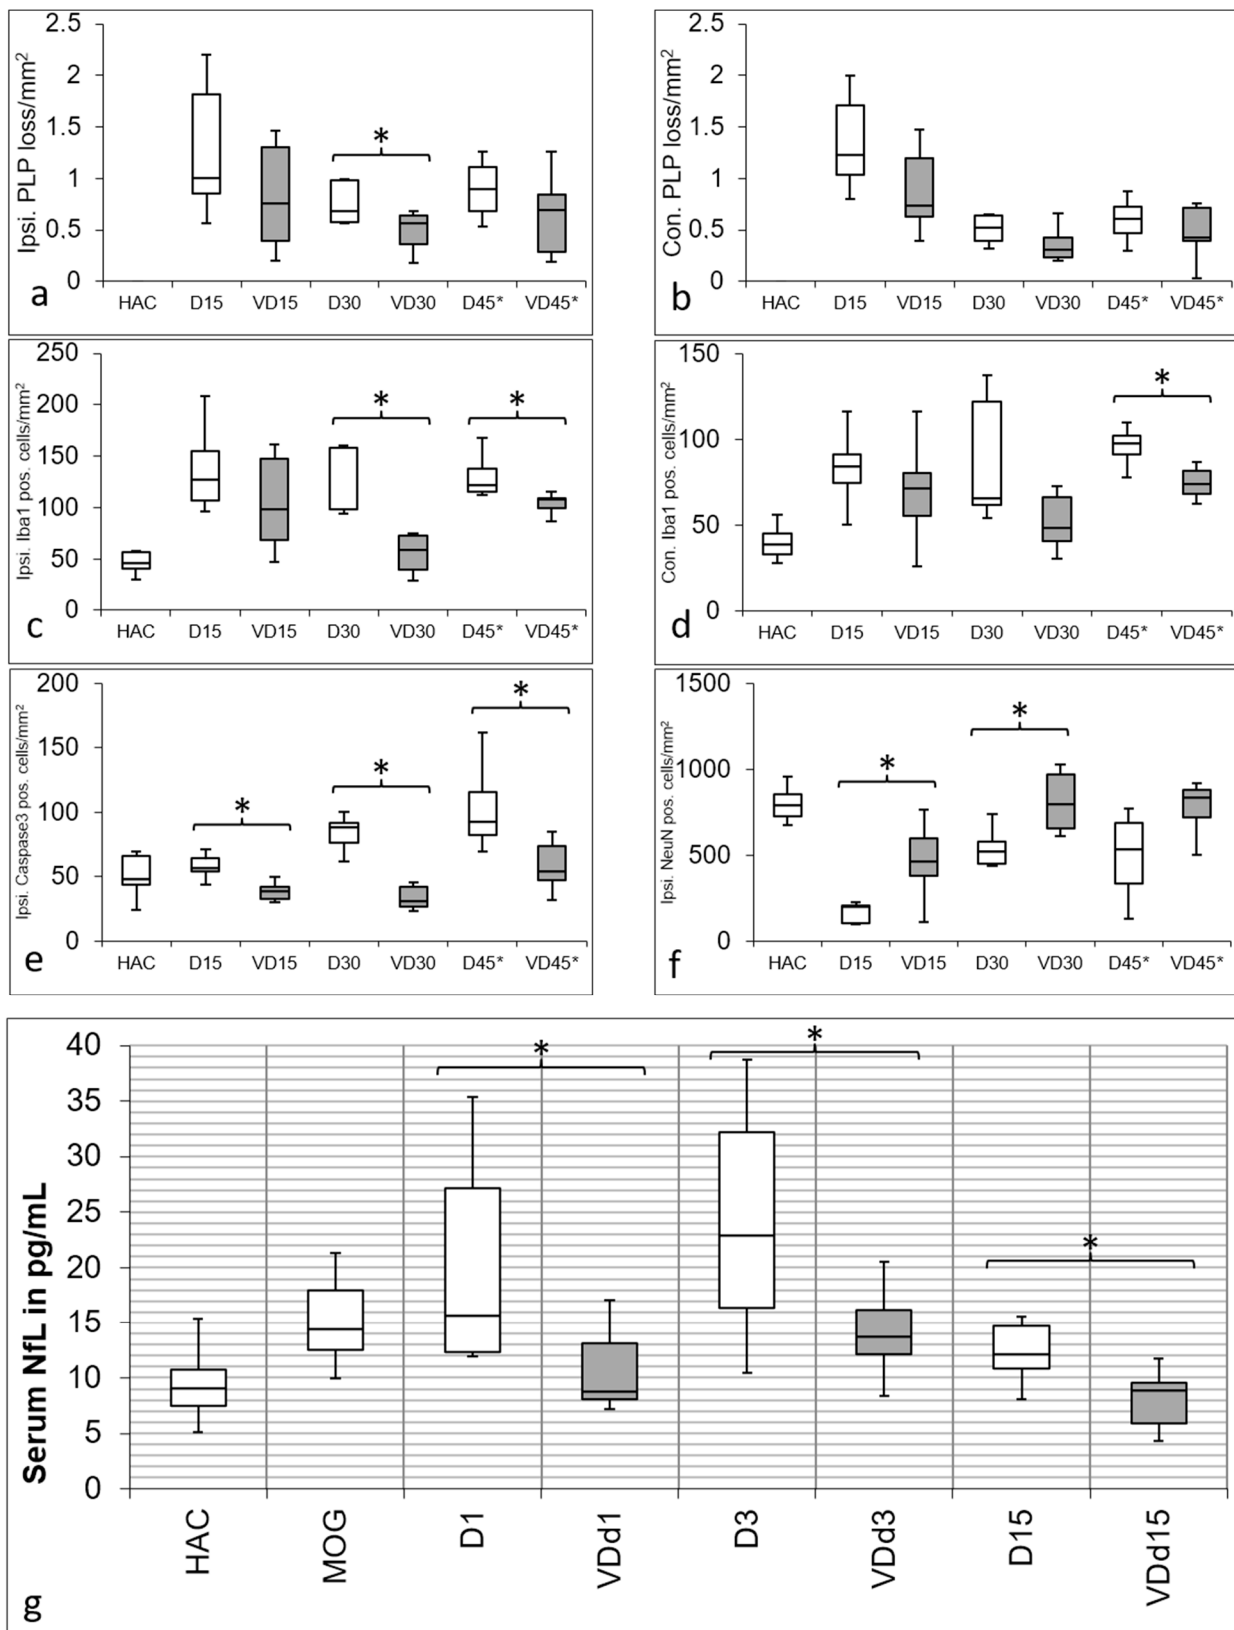 Ipsi. PLP loss/mm²
2.5
2
1.5
1
0.5
0
*
HAC D15 VD15 D30 VD30 D45* VD45*
a
Con. PLP loss/mm²
2.5
2
1.5
1
0.5
0
HAC D15 VD15 D30 VD30 D45* VD45*
b
Ipsi. Iba1 pos. cells/mm²
250
200
150
100
50
0
* *
HAC D15 VD15 D30 VD30 D45* VD45*
c
Con. Iba1 pos. cells/mm²
150
100
50
0
*
HAC D15 VD15 D30 VD30 D45* VD45*
d
Ipsi. Caspase3 pos. cells/mm²
200
150
100
50
0
* * *
HAC D15 VD15 D30 VD30 D45* VD45*
e
Ipsi. NeuN pos. cells/mm²
1500
1000
500
0
* *
HAC D15 VD15 D30 VD30 D45* VD45*
f
Serum NfL in pg/mL
40
35
30
25
20
15
10
5
0
* * *
HAC MOG D1 VDd1 D3 VDd3 D15 VDd15
g